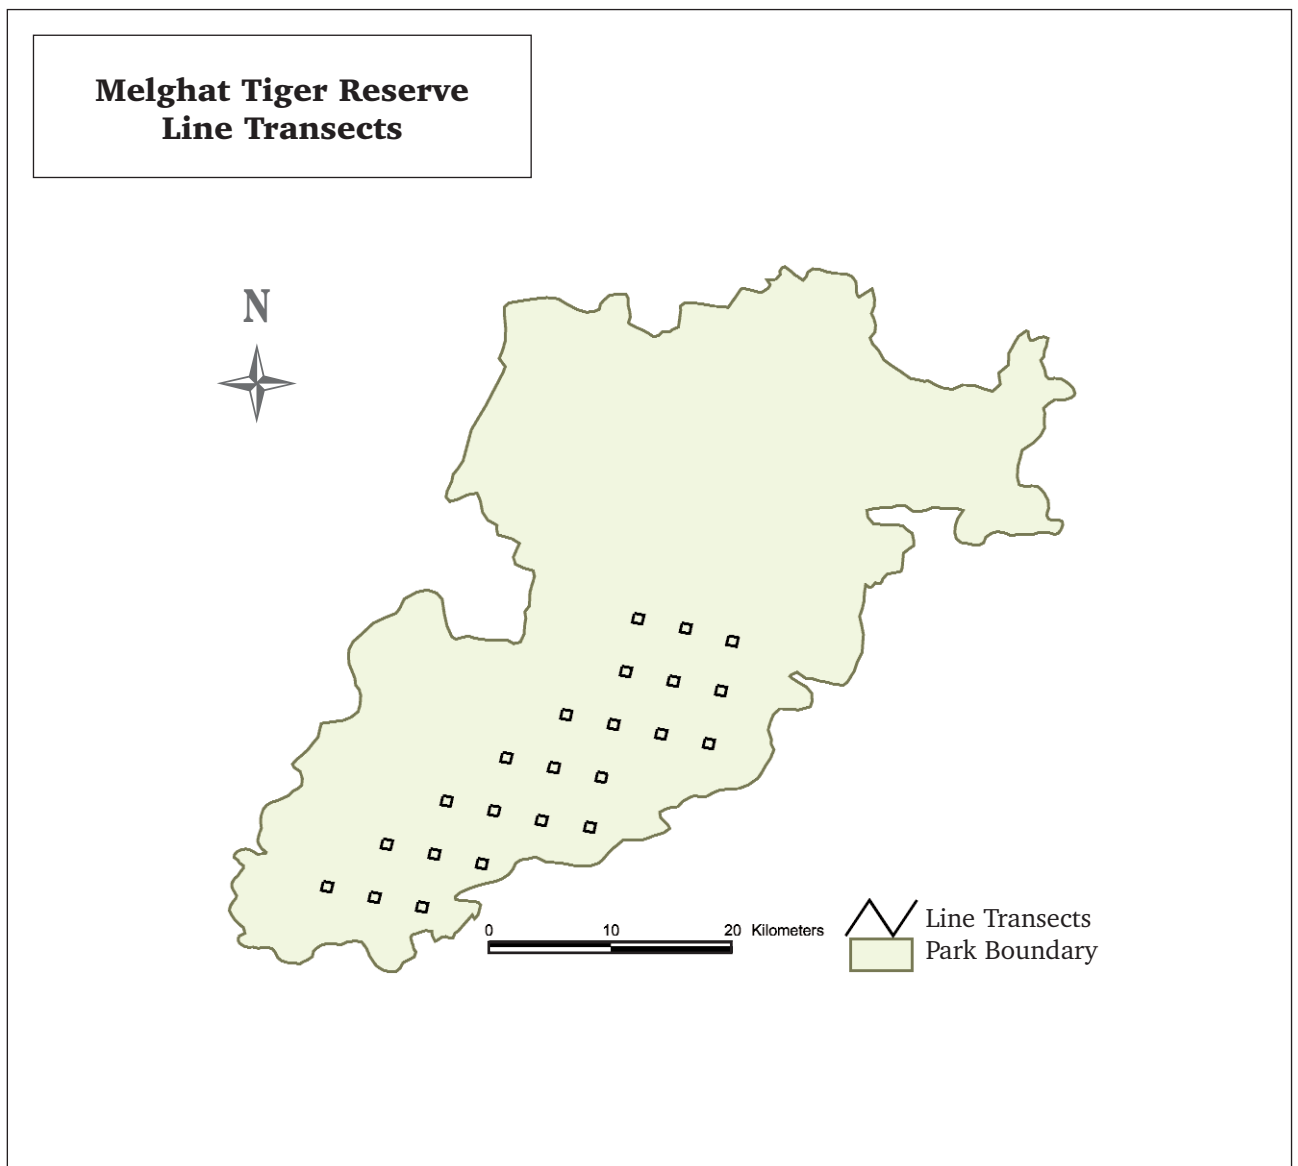 Melghat Tiger Reserve
Line Transects
N
0 10 20 Kilometers
Line Transects
Park Boundary